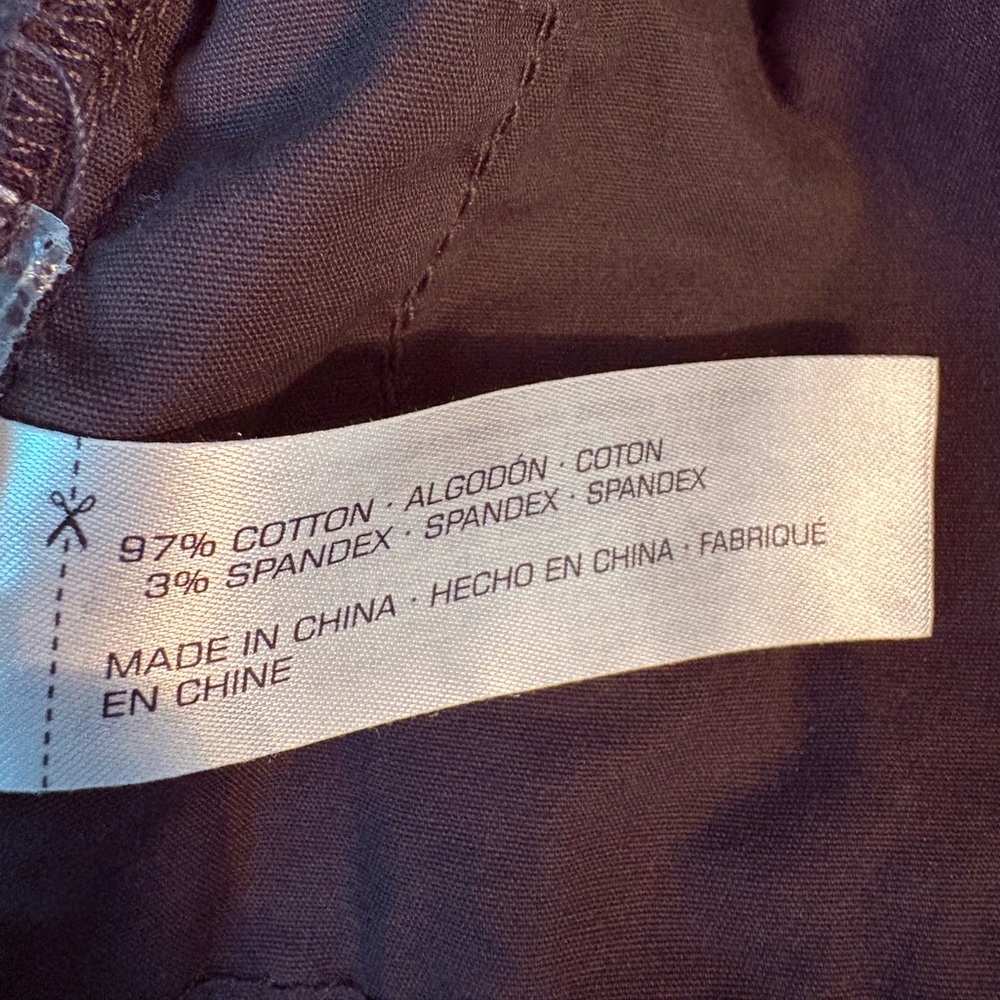 97% COTTON · ALGODÓN · COTON
3% SPANDEX · SPANDEX · SPANDEX
MADE IN CHINA · HECHO EN CHINA · FABRIQUÉ
EN CHINE